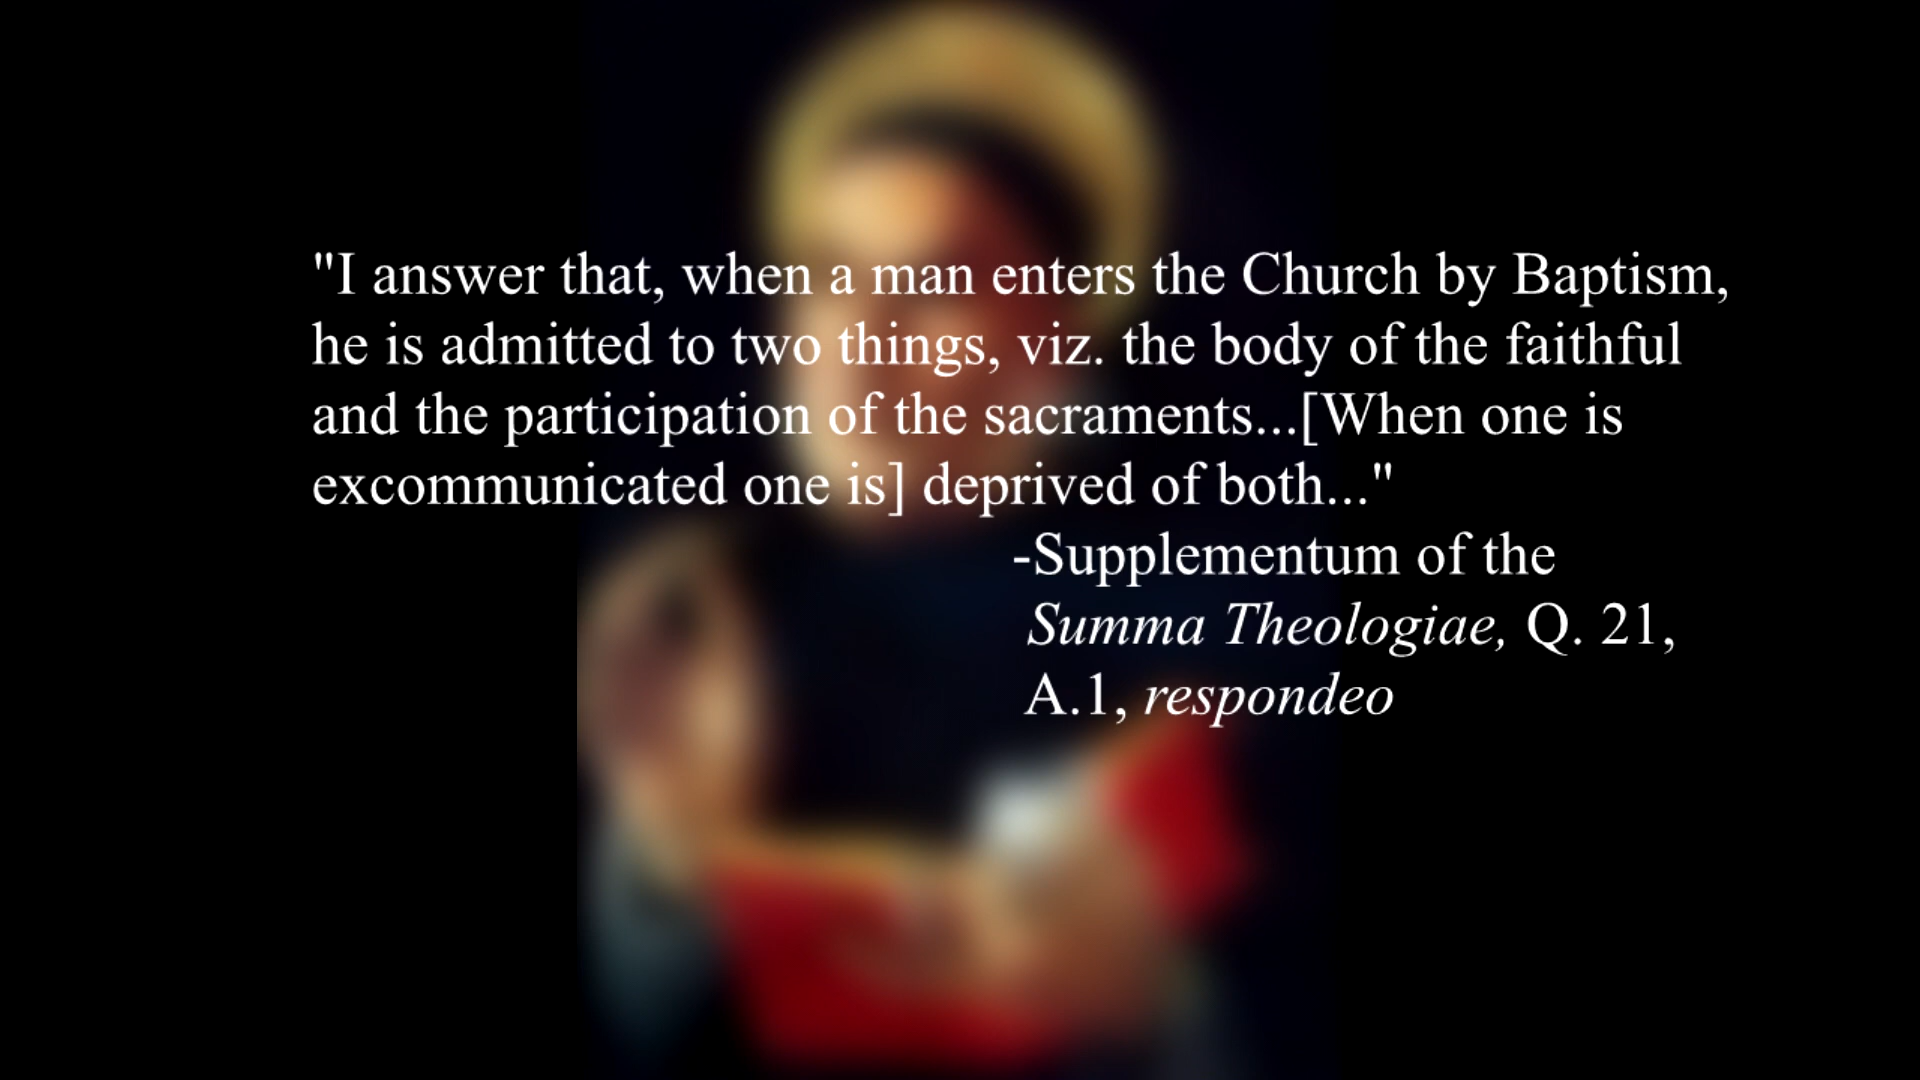 "I answer that, when a man enters the Church by Baptism,
he is admitted to two things, viz. the body of the faithful
and the participation of the sacraments...[When one is
excommunicated one is] deprived of both..."
-Supplementum of the
Summa Theologiae, Q. 21,
A.1, respondeo